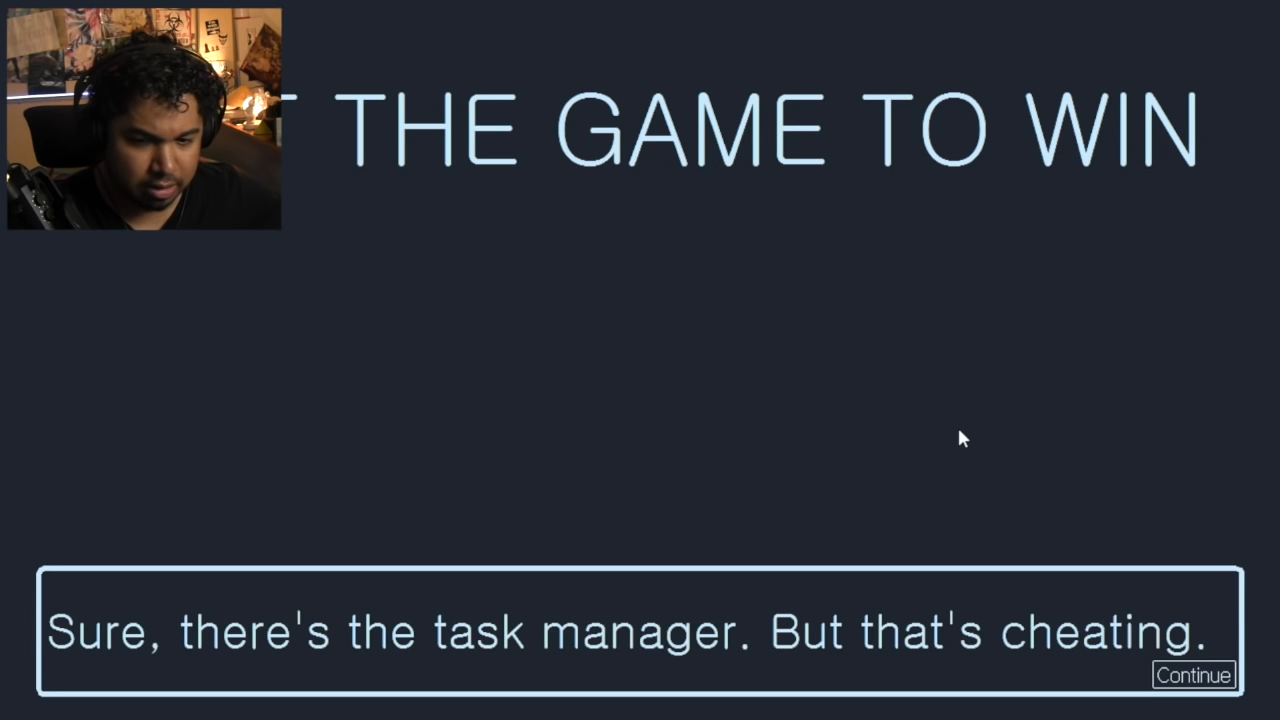 THE GAME TO WIN
Sure, there's the task manager. But that's cheating.
Continue